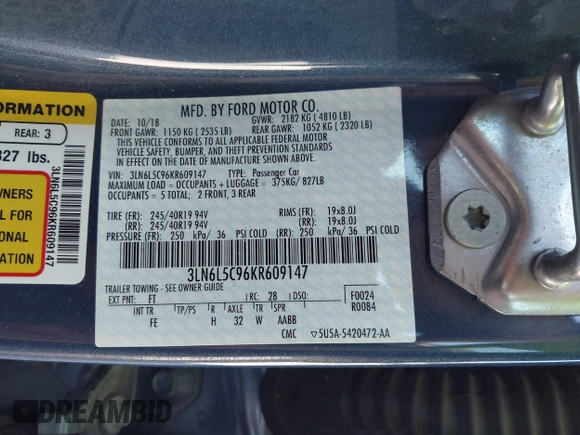 ORMATION
REAR: 3
827 lbs.
WNERS
L FOR
ONAL
ATION
3LN6L5C96KR609147
MFD. BY FORD MOTOR CO.
DATE: 10/18 GVWR: 2182 KG ( 4810 LB)
FRONT GAWR: 1150 KG ( 2535 LB) REAR GAWR: 1052 KG ( 2320 LB)
THIS VEHICLE CONFORMS TO ALL APPLICABLE FEDERAL MOTOR
VEHICLE SAFETY, BUMPER, AND THEFT PREVENTION STANDARDS
IN EFFECT ON THE DATE OF MANUFACTURE SHOWN ABOVE.
VIN: 3LN6L5C96KR609147 TYPE: Passenger Car
MAXIMUM LOAD = OCCUPANTS + LUGGAGE = 375KG/ 827LB
OCCUPANTS = 5 TOTAL: 2 FRONT, 3 REAR
TIRE (FR): 245/40R19 94V RIMS (FR): 19x8.0J
(RR): 245/40R19 94V (RR): 19x8.0J
PRESSURE (FR): 250 kPa/ 36 PSI COLD (RR): 250 kPa/ 36 PSI COLD
3LN6L5C96KR609147
TRAILER TOWING - SEE OWNER GUIDE
EXT PNT: FT RC: 28 DSO: F0024
INT TR TP/PS R AXLE TR SPR R0084
FE H 32 W AABB
CMC 5U5A-5420472-AA
DREAMBID